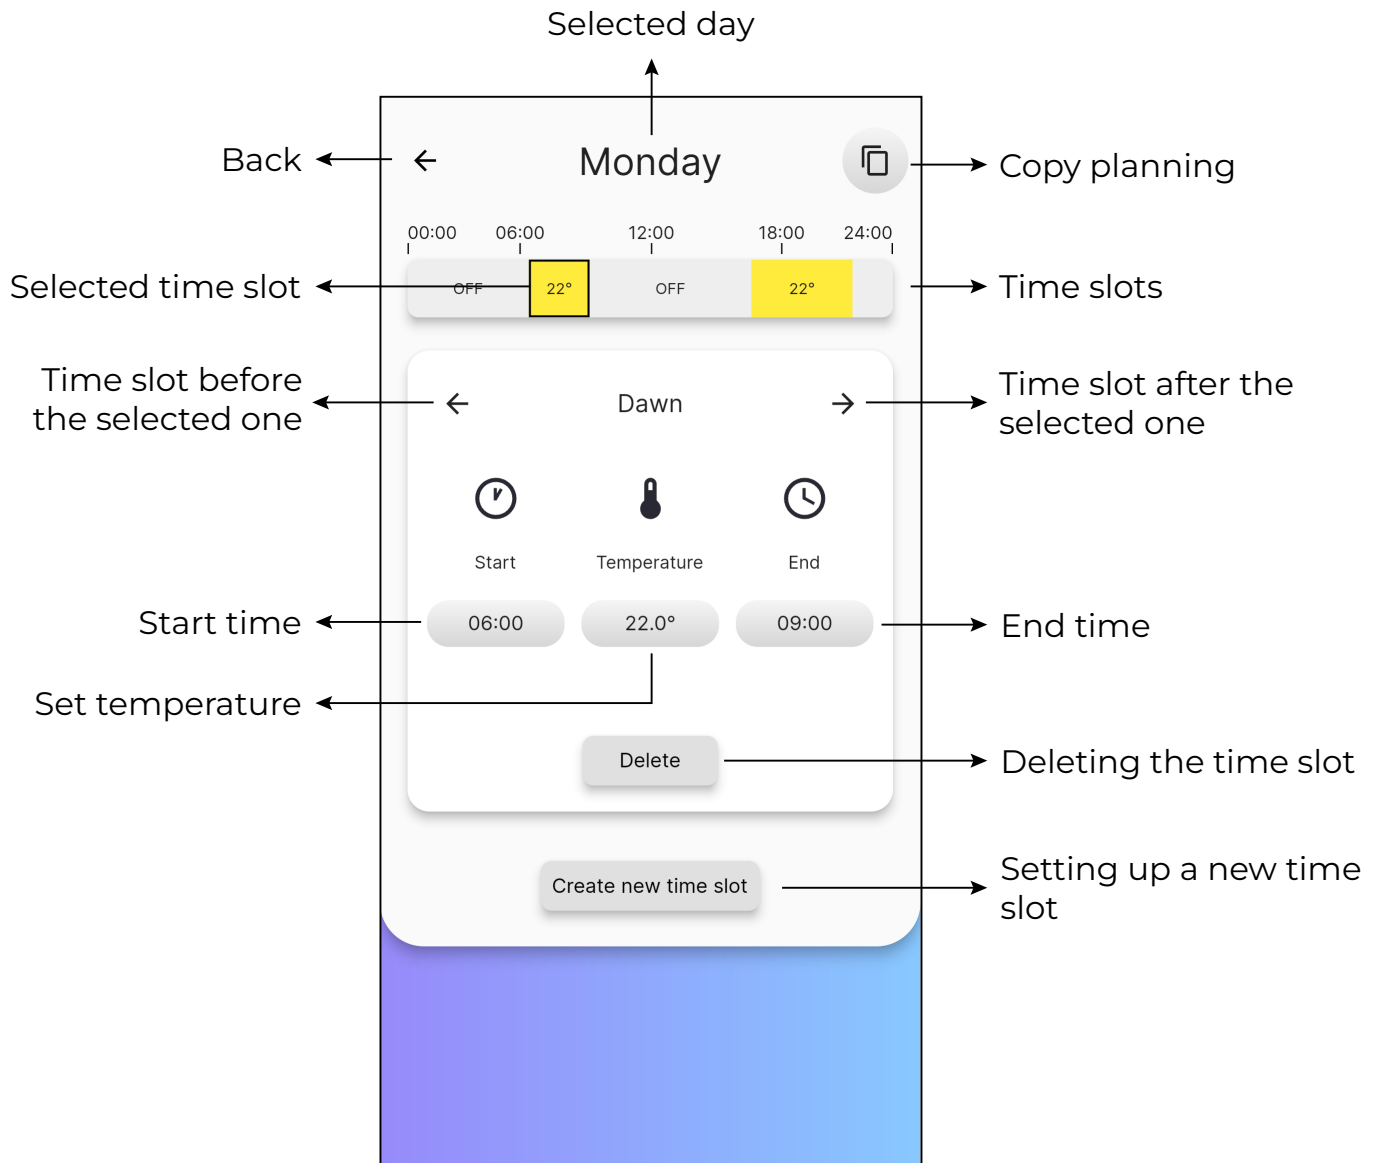 Selected day
Back
Monday
Copy planning
00:00 06:00 12:00 18:00 24:00
Selected time slot
OFF 22° OFF 22°
Time slots
Time slot before
the selected one
Dawn
Time slot after the
selected one
Start Temperature End
Start time
06:00 22.0° 09:00
End time
Set temperature
Delete
Deleting the time slot
Create new time slot
Setting up a new time
slot